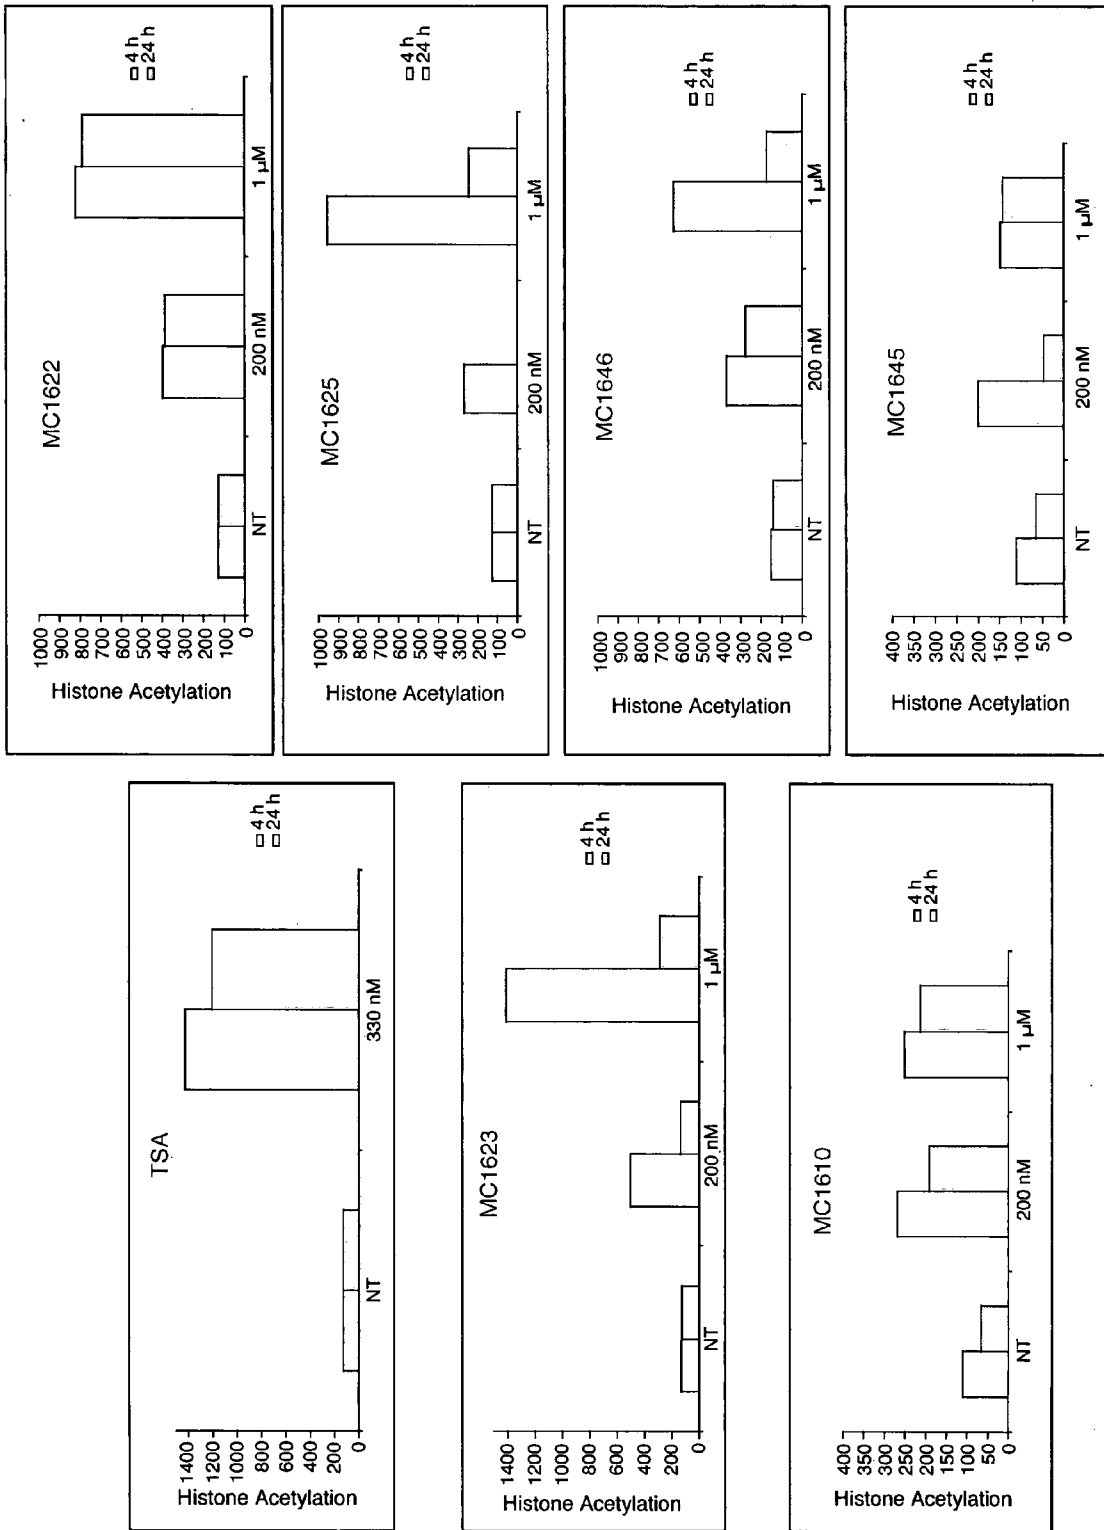 TSA
Histone Acetylation
1400
1200
1000
800
600
400
200
0
NT
330 nM
4 h
24 h
MC1623
Histone Acetylation
1400
1200
1000
800
600
400
200
0
NT
200 nM
1 µM
4 h
24 h
MC1610
Histone Acetylation
400
350
300
250
200
150
100
50
0
NT
200 nM
1 µM
4 h
24 h
MC1622
Histone Acetylation
1000
900
800
700
600
500
400
300
200
100
0
NT
200 nM
1 µM
4 h
24 h
MC1625
Histone Acetylation
1000
900
800
700
600
500
400
300
200
100
0
NT
200 nM
1 µM
4 h
24 h
MC1646
Histone Acetylation
1000
900
800
700
600
500
400
300
200
100
0
NT
200 nM
1 µM
4 h
24 h
MC1645
Histone Acetylation
400
350
300
250
200
150
100
50
0
NT
200 nM
1 µM
4 h
24 h